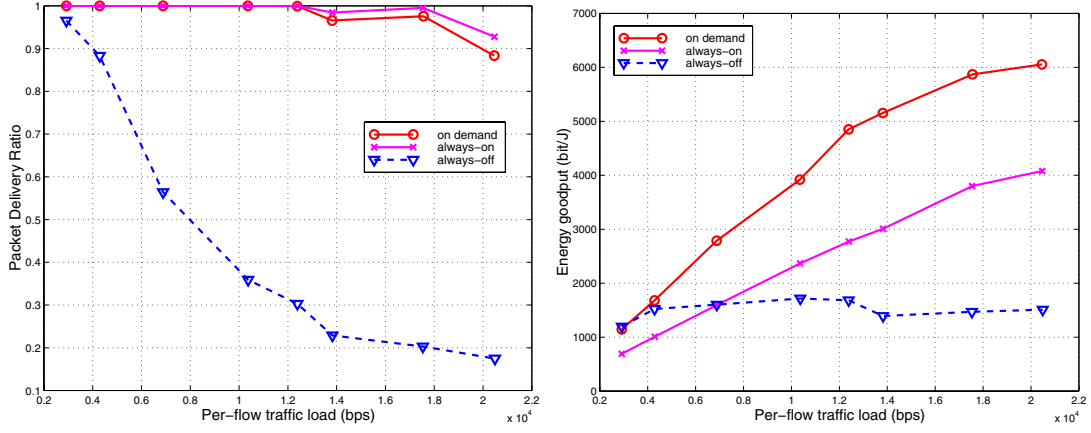 1
0.9
0.8
0.7
0.6
0.5
0.4
0.3
0.2
0.1
Packet Delivery Ratio
on demand
always-on
always-off
0.2 0.4 0.6 0.8 1 1.2 1.4 1.6 1.8 2 2.2
Per-flow traffic load (bps)
x 10^4
7000
6000
5000
4000
3000
2000
1000
0
Energy goodput (bit/J)
on demand
always-on
always-off
0.2 0.4 0.6 0.8 1 1.2 1.4 1.6 1.8 2 2.2
Per-flow traffic load (bps)
x 10^4